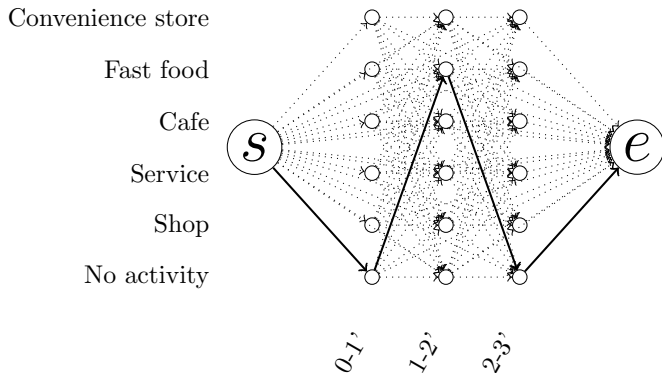 Convenience store
Fast food
Cafe
s
e
Service
Shop
No activity
0-1'
1-2'
2-3'